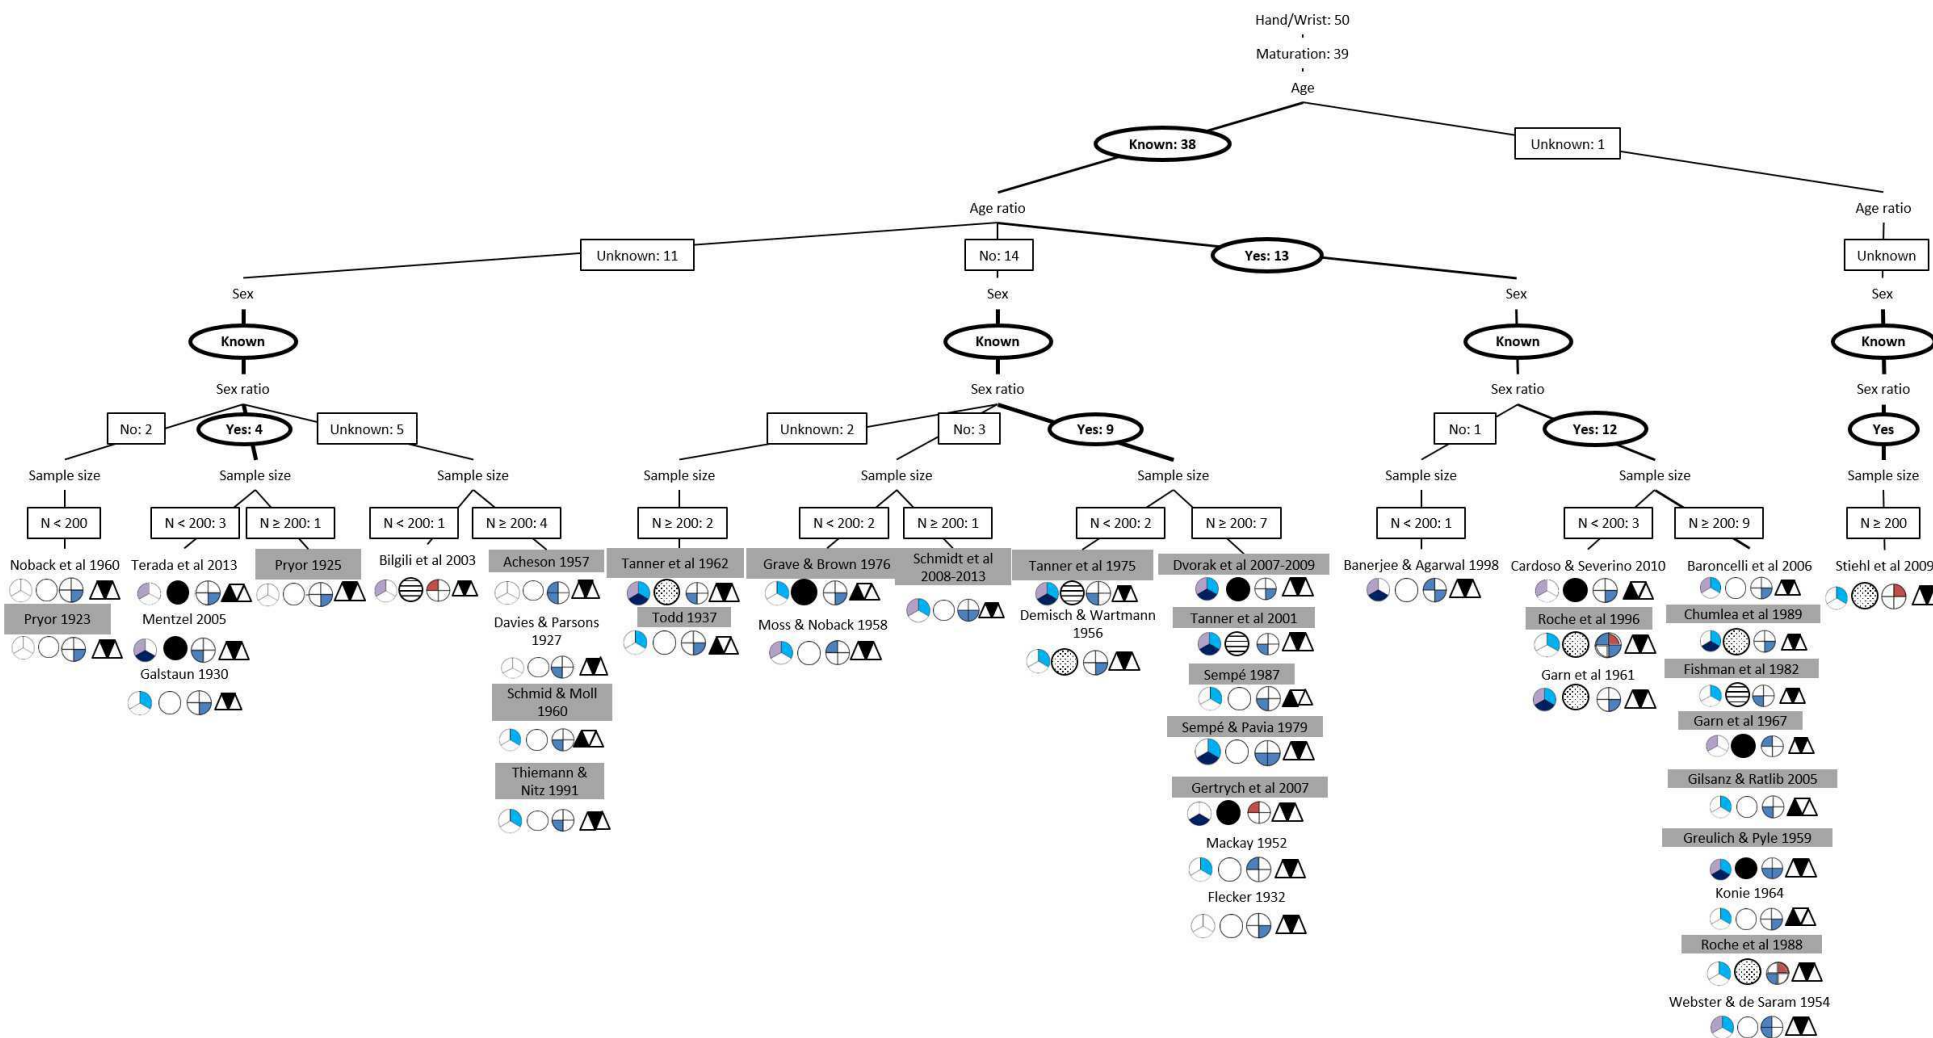 Hand/Wrist: 50
Maturation: 39
Age
Known: 38
Unknown: 1
Age ratio
Age ratio
Unknown: 11
No: 14
Yes: 13
Unknown
Sex
Sex
Sex
Sex
Known
Known
Known
Known
Sex ratio
Sex ratio
Sex ratio
Sex ratio
No: 2
Yes: 4
Unknown: 5
Unknown: 2
No: 3
Yes: 9
No: 1
Yes: 12
Yes
Sample size
Sample size
Sample size
Sample size
Sample size
Sample size
Sample size
Sample size
Sample size
N < 200
N < 200: 3
N ≥ 200: 1
N < 200: 1
N ≥ 200: 4
N ≥ 200: 2
N < 200: 2
N ≥ 200: 1
N < 200: 2
N ≥ 200: 7
N < 200: 1
N < 200: 3
N ≥ 200: 9
N ≥ 200
Noback et al 1960
Pryor 1923
Terada et al 2013
Mentzel 2005
Galstaun 1930
Pryor 1925
Bilgili et al 2003
Acheson 1957
Davies & Parsons
1927
Schmid & Moll
1960
Thiemann &
Nitz 1991
Tanner et al 1962
Todd 1937
Grave & Brown 1976
Moss & Noback 1958
Schmidt et al
2008-2013
Tanner et al 1975
Demisch & Wartmann
1956
Dvorak et al 2007-2009
Tanner et al 2001
Sempé 1987
Sempé & Pavia 1979
Gertrych et al 2007
Mackay 1952
Flecker 1932
Banerjee & Agarwal 1998
Cardoso & Severino 2010
Roche et al 1996
Garn et al 1961
Baroncelli et al 2006
Chumlea et al 1989
Fishman et al 1982
Garn et al 1967
Gilsanz & Ratlib 2005
Greulich & Pyle 1959
Konie 1964
Roche et al 1988
Webster & de Saram 1954
Stiehl et al 2009